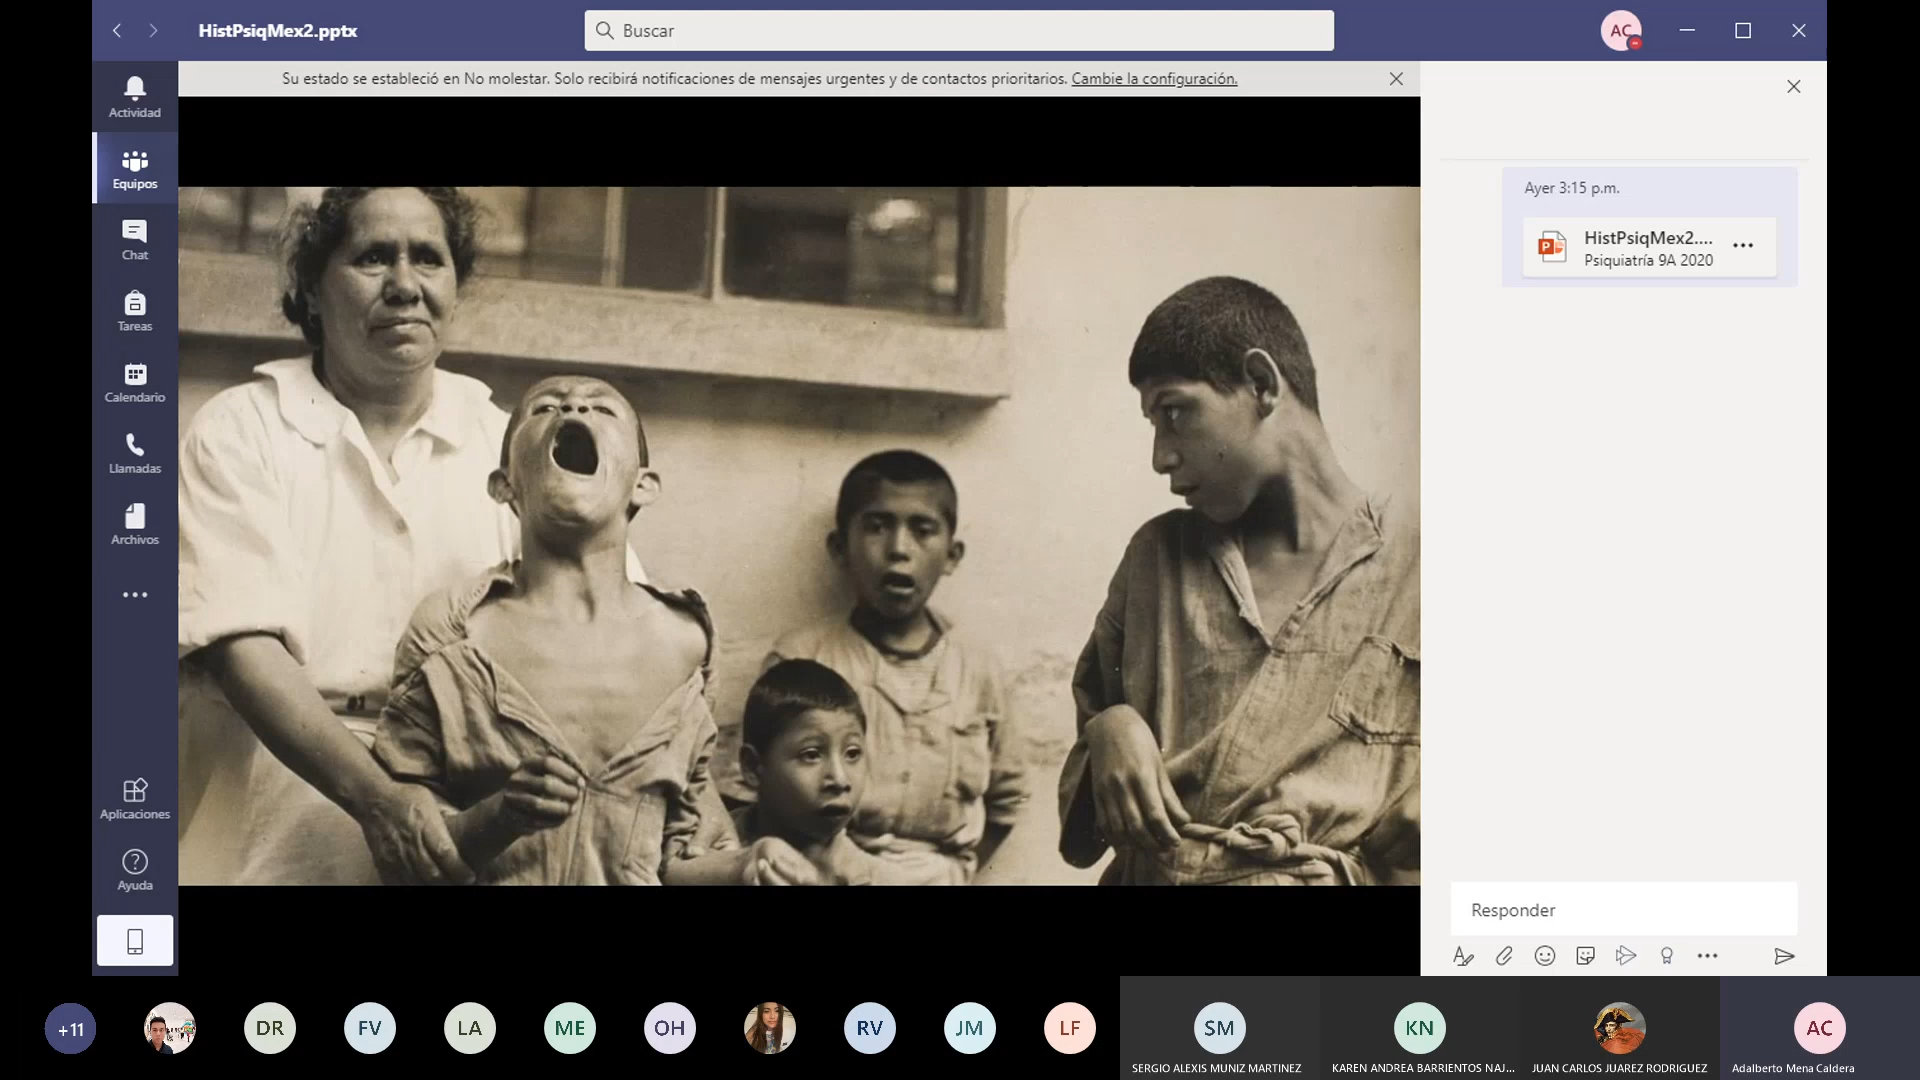 HistPsiqMex2.pptx
Buscar
AC
Su estado se estableció en No molestar. Solo recibirá notificaciones de mensajes urgentes y de contactos prioritarios. Cambie la configuración.
Actividad
Equipos
Chat
Tareas
Calendario
Llamadas
Archivos
Aplicaciones
Ayuda
Ayer 3:15 p.m.
HistPsiqMex2....
Psiquiatría 9A 2020
Responder
+11
DR
FV
LA
ME
OH
RV
JM
LF
SM
SERGIO ALEXIS MUNIZ MARTINEZ
KN
KAREN ANDREA BARRIENTOS NAJ...
JUAN CARLOS JUAREZ RODRIGUEZ
AC
Adalberto Mena Caldera